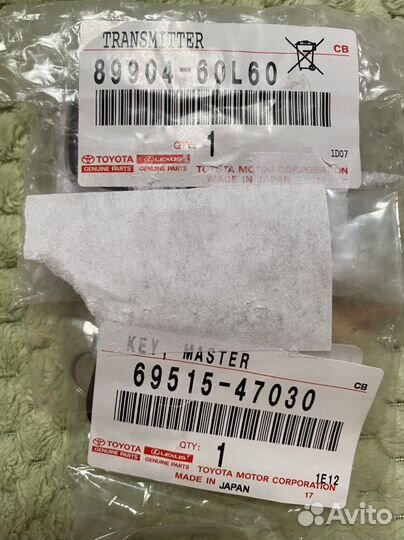 TRANSMITTER
CB
89904-60L60
QTY: 1
1D07
TOYOTA LEXUS TOYOTA MOTOR CORPORATION
GENUINE PARTS GENUINE PARTS MADE IN JAPAN
KEY, MASTER
CB
69515-47030
QTY: 1
1E12
TOYOTA LEXUS TOYOTA MOTOR CORPORATION
GENUINE PARTS GENUINE PARTS MADE IN JAPAN 17
Avito